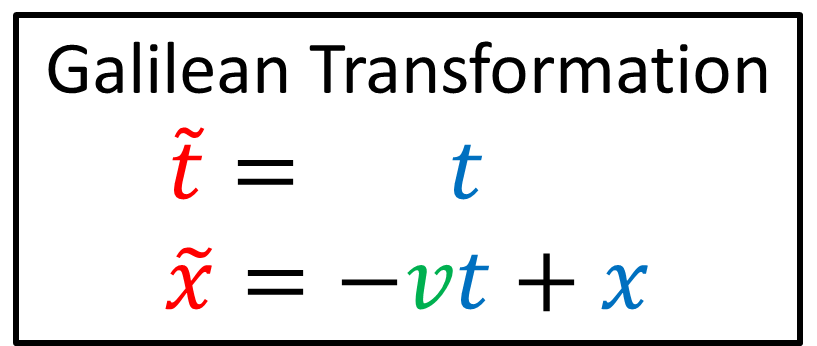 Galilean Transformation
t̃ = t
x̃ = −vt + x